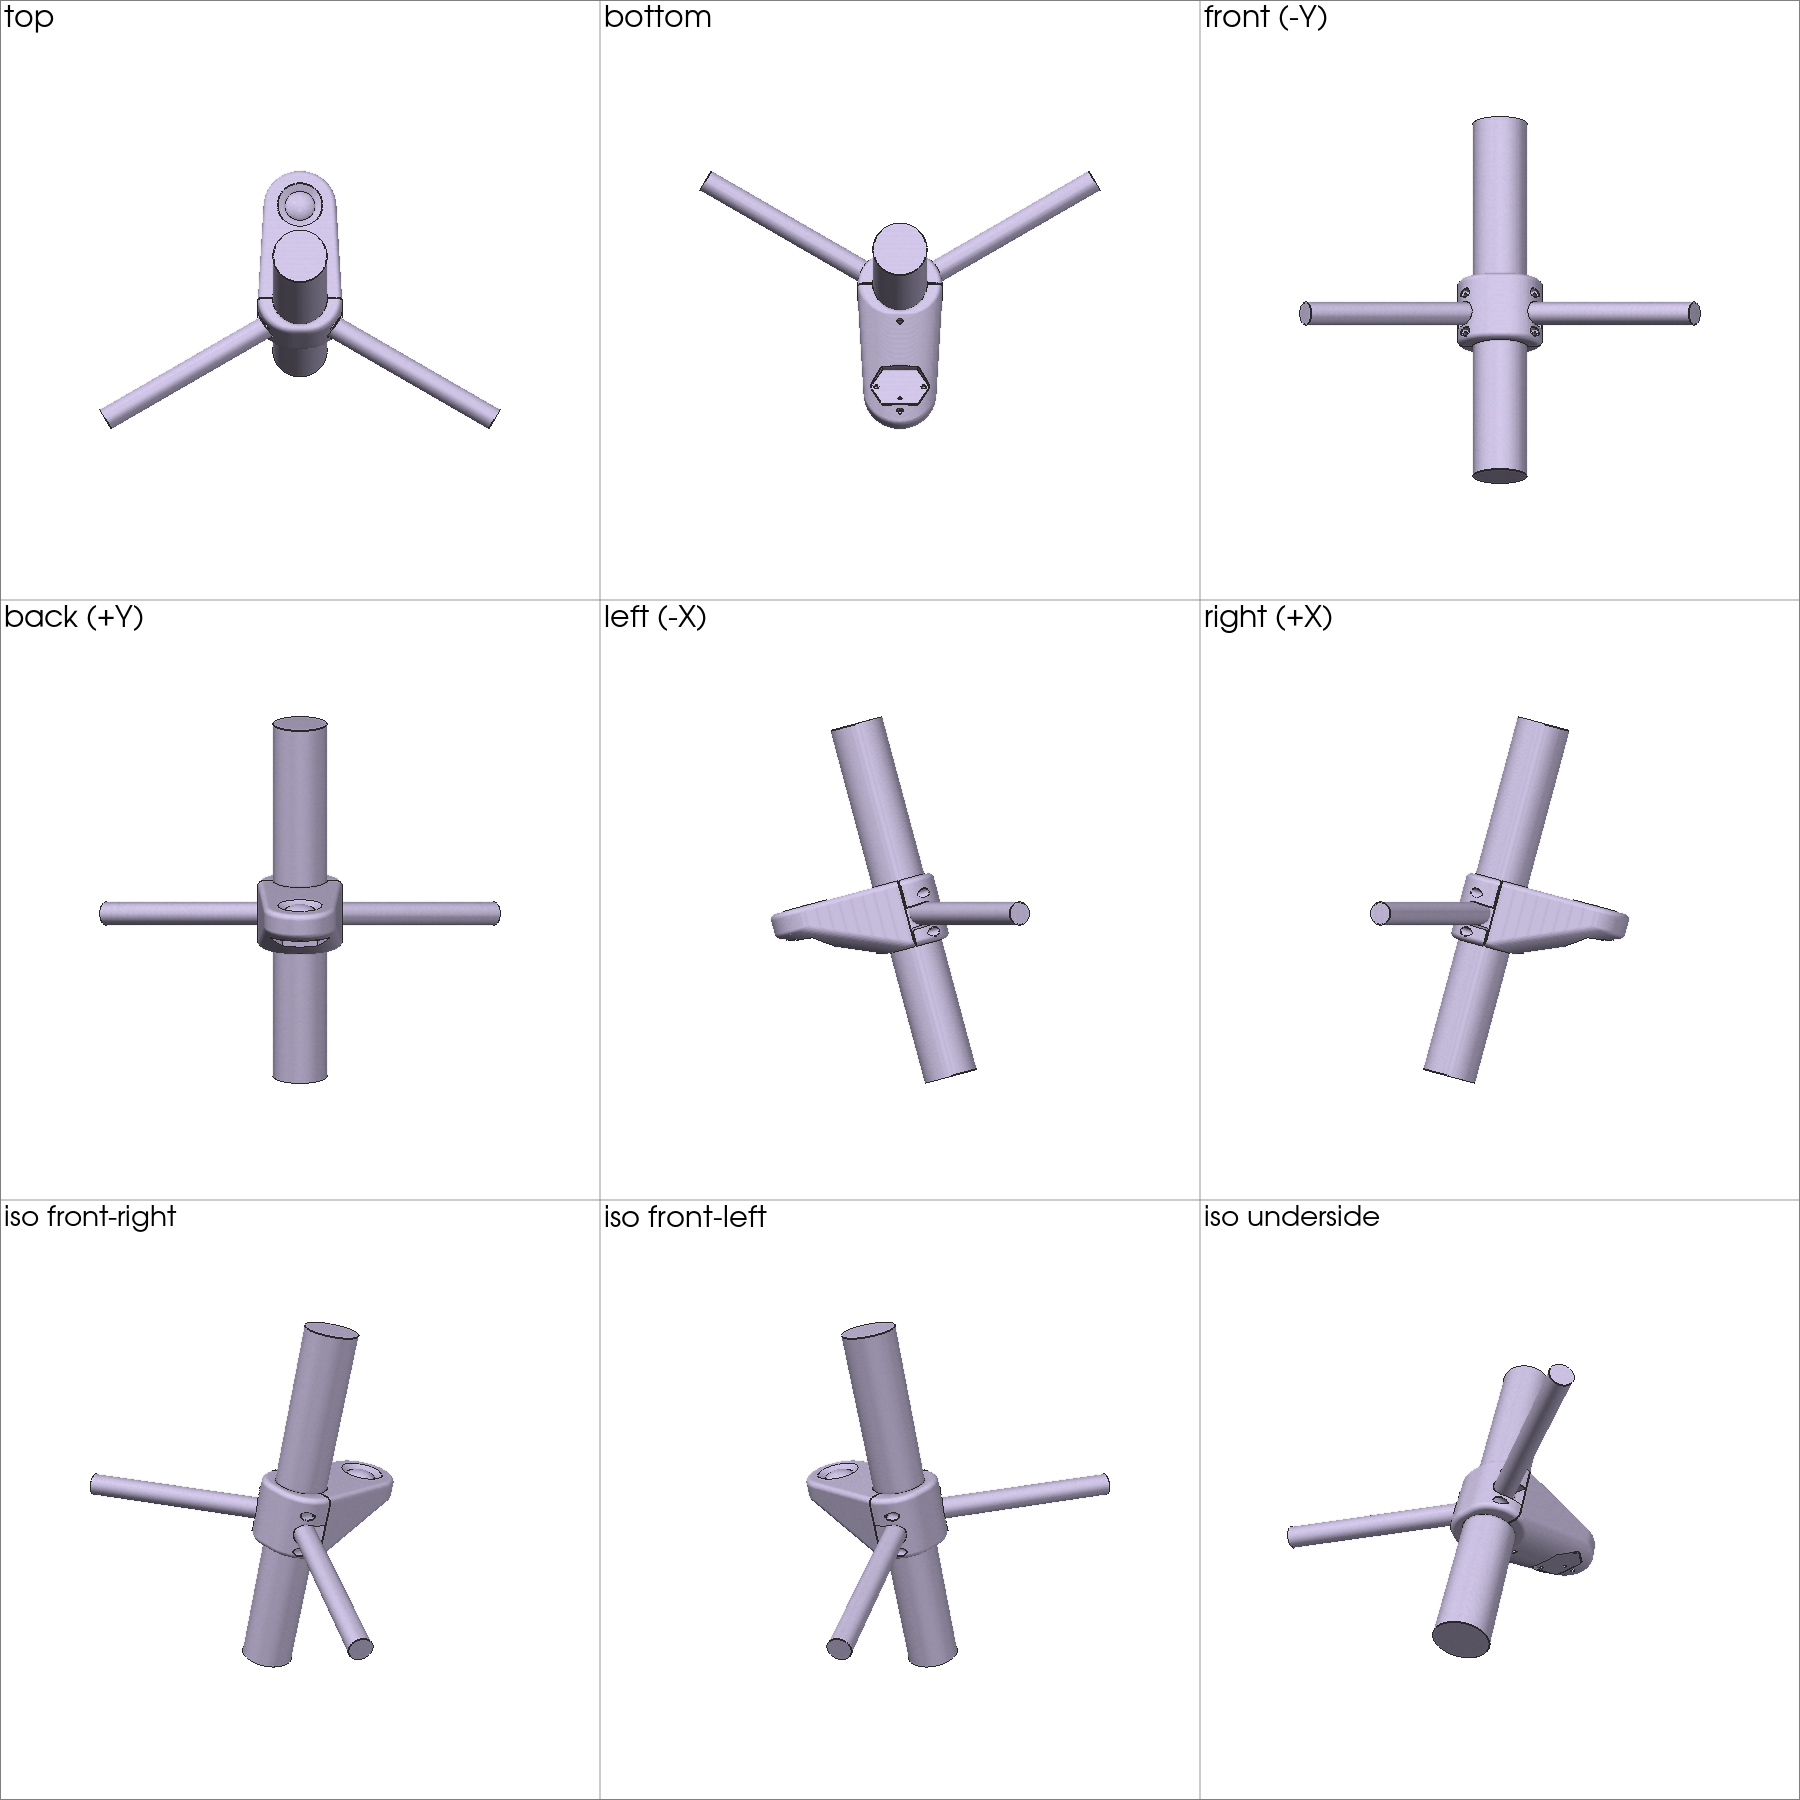 top
bottom
front (-Y)
back (+Y)
left (-X)
right (+X)
iso front-right
iso front-left
iso underside